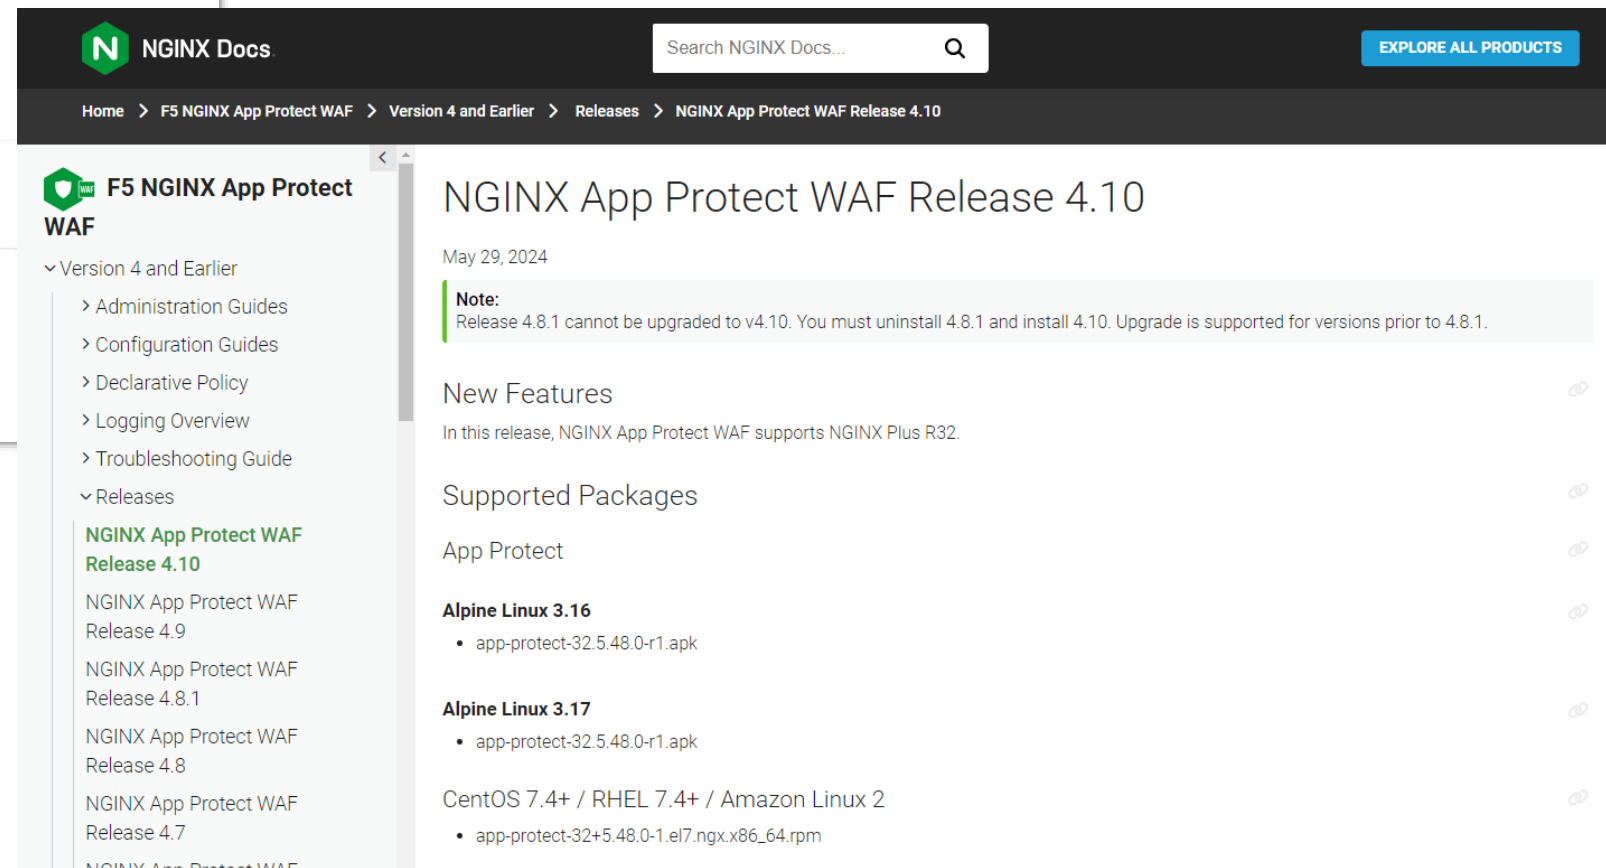 NGINX Docs
Search NGINX Docs...
EXPLORE ALL PRODUCTS
Home > F5 NGINX App Protect WAF > Version 4 and Earlier > Releases > NGINX App Protect WAF Release 4.10
F5 NGINX App Protect
WAF
Version 4 and Earlier
Administration Guides
Configuration Guides
Declarative Policy
Logging Overview
Troubleshooting Guide
Releases
NGINX App Protect WAF
Release 4.10
NGINX App Protect WAF
Release 4.9
NGINX App Protect WAF
Release 4.8.1
NGINX App Protect WAF
Release 4.8
NGINX App Protect WAF
Release 4.7
NGINX App Protect WAF
NGINX App Protect WAF Release 4.10
May 29, 2024
Note:
Release 4.8.1 cannot be upgraded to v4.10. You must uninstall 4.8.1 and install 4.10. Upgrade is supported for versions prior to 4.8.1.
New Features
In this release, NGINX App Protect WAF supports NGINX Plus R32.
Supported Packages
App Protect
Alpine Linux 3.16
• app-protect-32.5.48.0-r1.apk
Alpine Linux 3.17
• app-protect-32.5.48.0-r1.apk
CentOS 7.4+ / RHEL 7.4+ / Amazon Linux 2
• app-protect-32+5.48.0-1.el7.ngx.x86_64.rpm